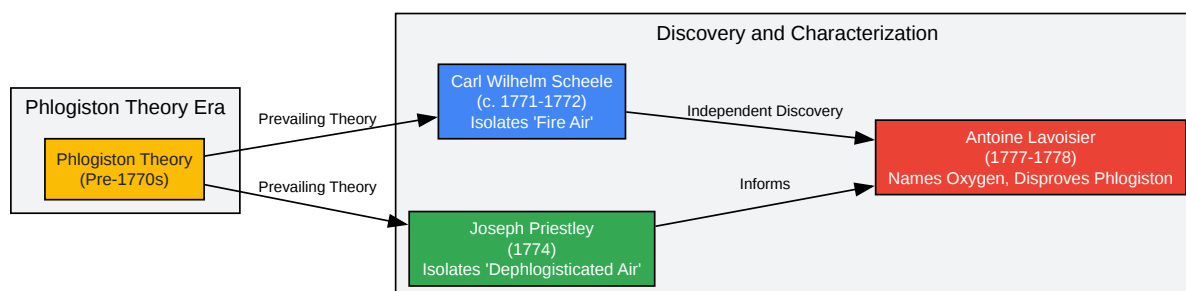 Phlogiston Theory Era
Phlogiston Theory
(Pre-1770s)
Prevailing Theory
Prevailing Theory
Discovery and Characterization
Carl Wilhelm Scheele
(c. 1771-1772)
Isolates 'Fire Air'
Joseph Priestley
(1774)
Isolates 'Dephlogisticated Air'
Independent Discovery
Informs
Antoine Lavoisier
(1777-1778)
Names Oxygen, Disproves Phlogiston